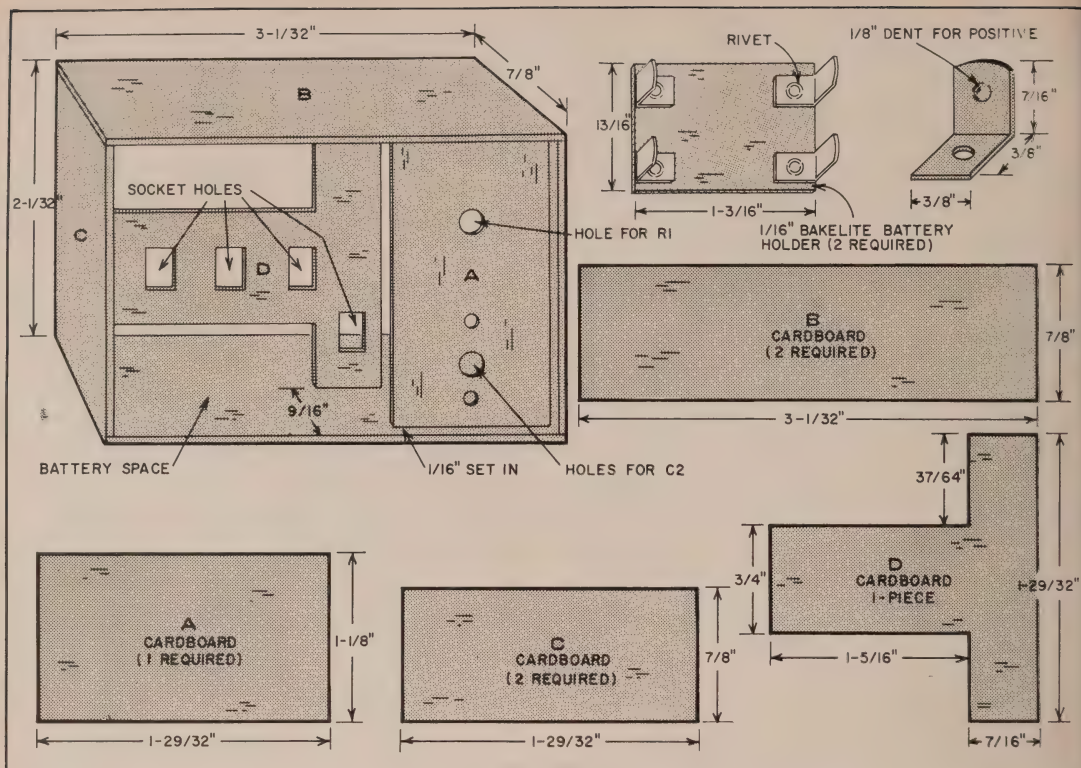 3-1/32"
7/8"
B
2-1/32"
C
SOCKET HOLES
D
A
HOLE FOR R1
9/16"
BATTERY SPACE
1/16" SET IN
HOLES FOR C2
RIVET
13/16"
1-3/16"
1/16" BAKELITE BATTERY
HOLDER (2 REQUIRED)
1/8" DENT FOR POSITIVE
7/16"
3/8"
3/8"
B
CARDBOARD
(2 REQUIRED)
7/8"
3-1/32"
A
CARDBOARD
(1 REQUIRED)
1-1/8"
1-29/32"
C
CARDBOARD
(2 REQUIRED)
7/8"
1-29/32"
37/64"
3/4"
D
CARDBOARD
1-PIECE
1-29/32"
1-5/16"
7/16"